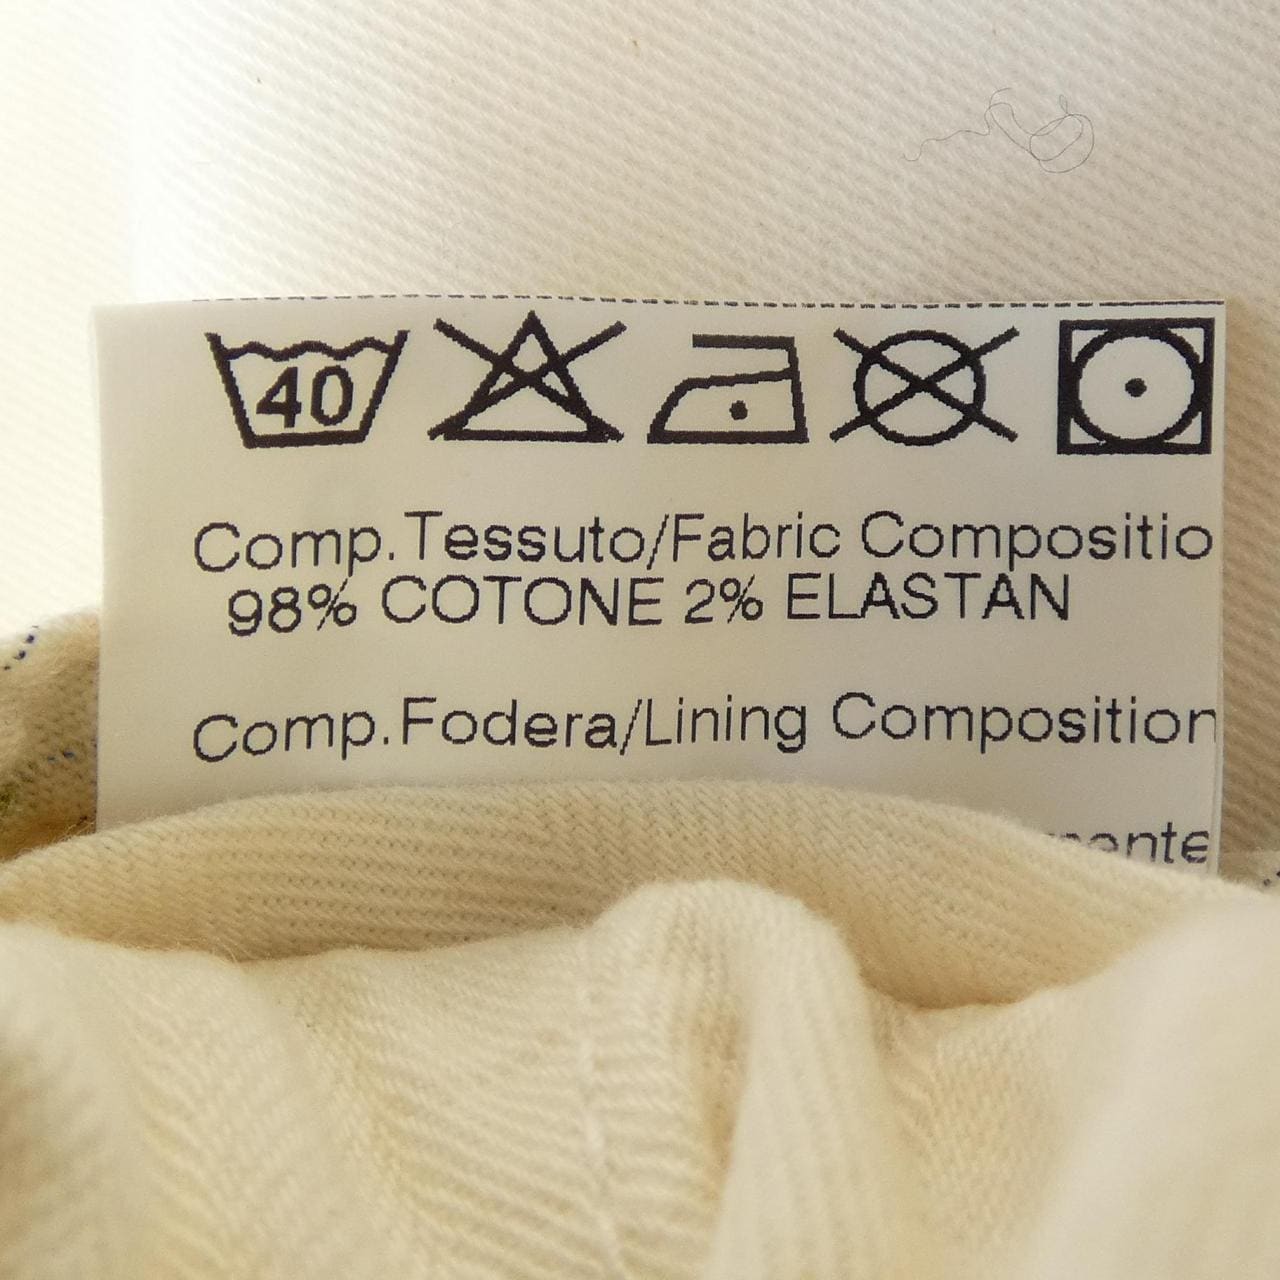 40
Comp.Tessuto/Fabric Compositio
98% COTONE 2% ELASTAN
Comp.Fodera/Lining Composition